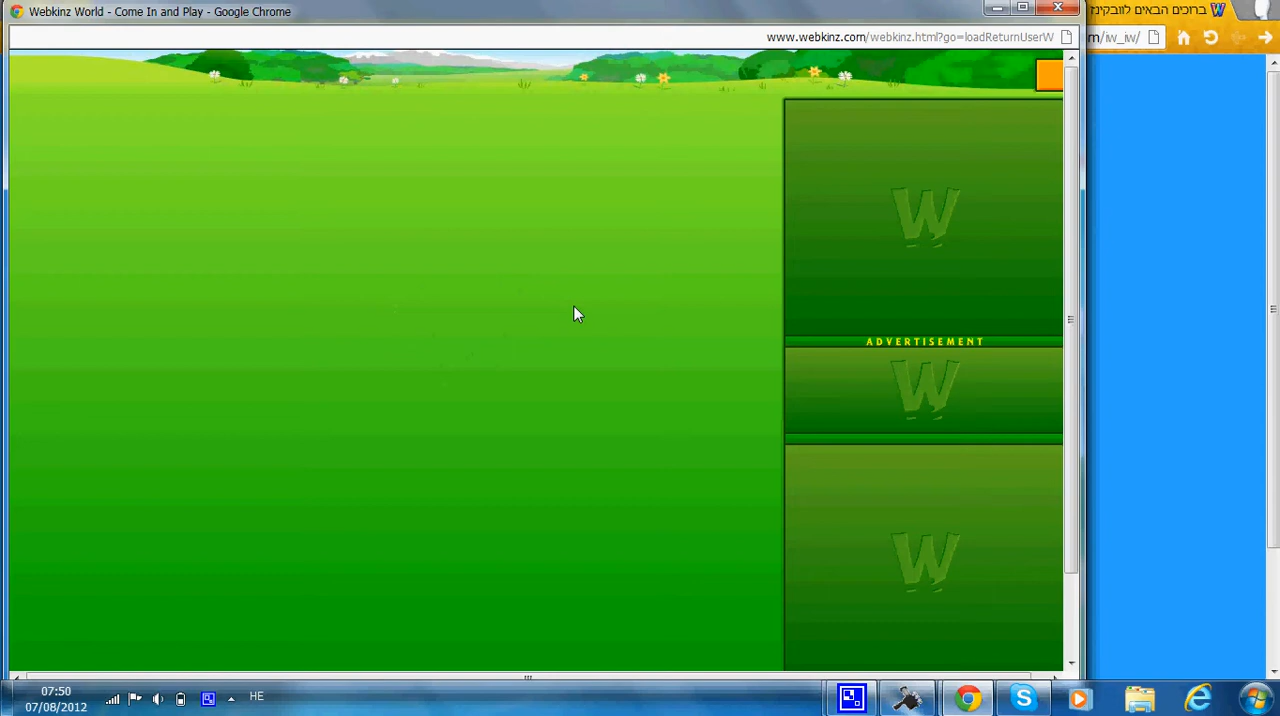 Webkinz World - Come In and Play - Google Chrome
ברוכים הבאים לוובקינז
www.webkinz.com/webkinz.html?go=loadReturnUserW
m/iw_iw/
W
ADVERTISEMENT
W
W
07:50
07/08/2012
HE